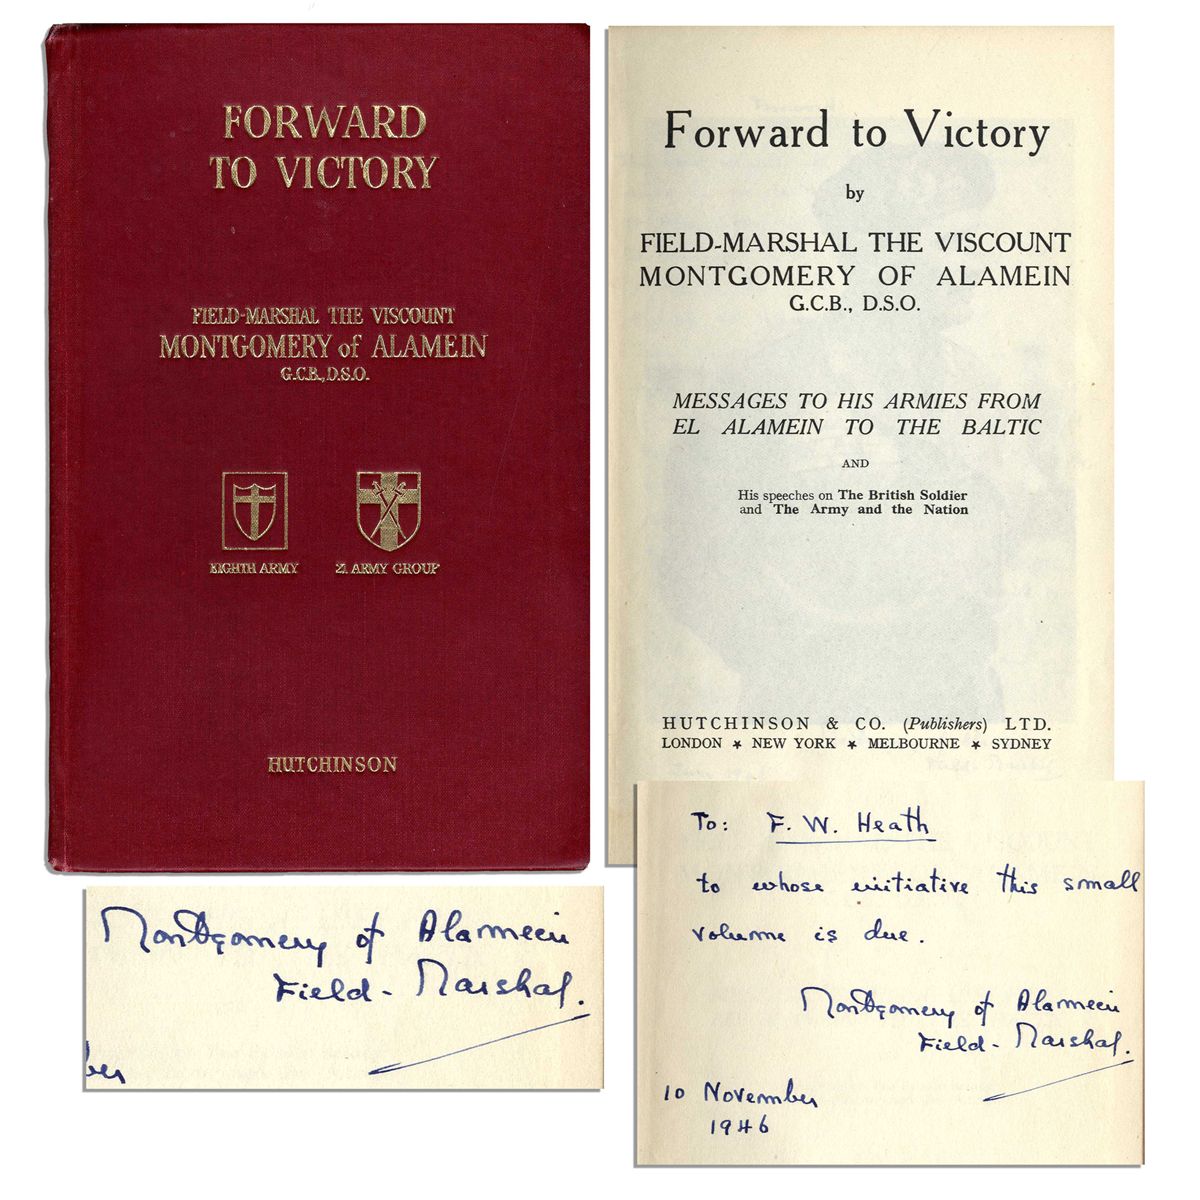 FORWARD
TO VICTORY
FIELD-MARSHAL THE VISCOUNT
MONTGOMERY of ALAMEIN
G.C.B., D.S.O.
EIGHTH ARMY
21 ARMY GROUP
HUTCHINSON
Forward to Victory
by
FIELD-MARSHAL THE VISCOUNT
MONTGOMERY OF ALAMEIN
G.C.B., D.S.O.
MESSAGES TO HIS ARMIES FROM
EL ALAMEIN TO THE BALTIC
AND
His speeches on The British Soldier
and The Army and the Nation
HUTCHINSON & CO. (Publishers) LTD.
LONDON ★ NEW YORK ★ MELBOURNE ★ SYDNEY
Montgomery of Alamein
Field-Marshal.
ber
To: F. W. Heath
to whose initiative this small
volume is due.
Montgomery of Alamein
Field-Marshal.
10 November
1946